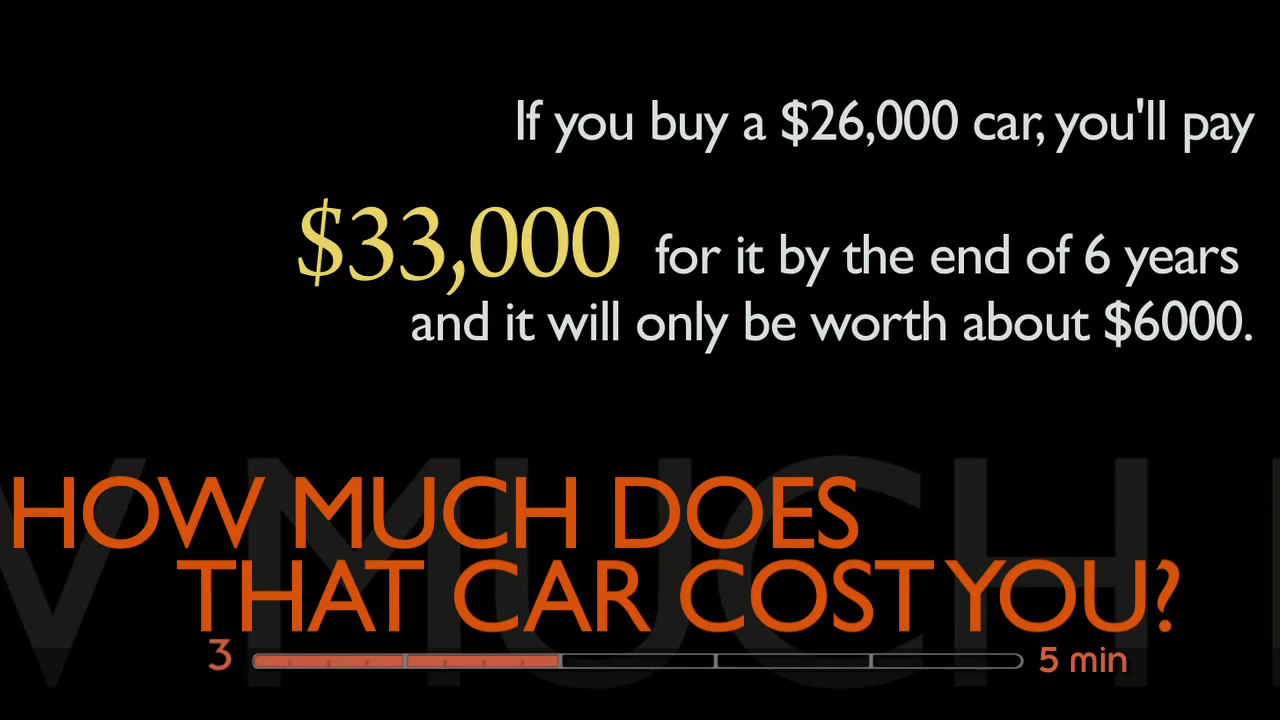 If you buy a $26,000 car, you'll pay
$33,000 for it by the end of 6 years
and it will only be worth about $6000.
W MUCH
HOW MUCH DOES
THAT CAR COST YOU?
3 5 min